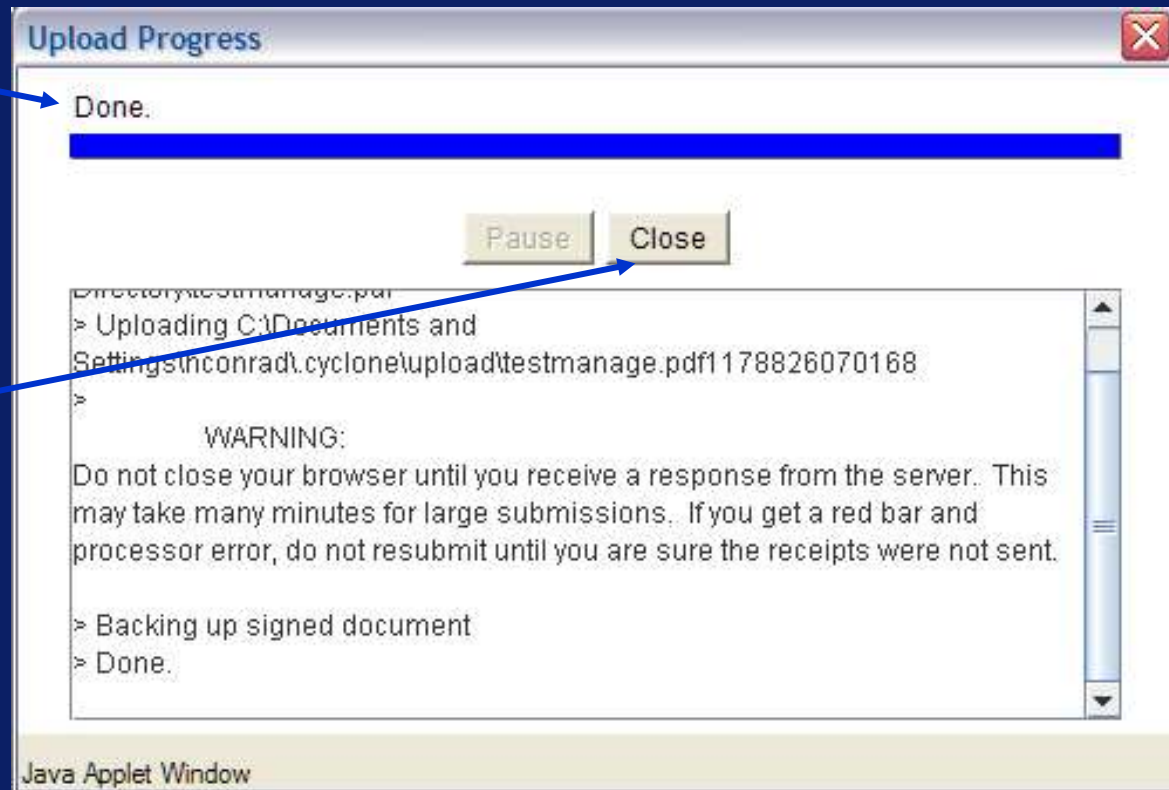 Upload Progress
Done.
Pause Close
Directory\testmanage.pdf
> Uploading C:\Documents and
Settings\hconrad\.cyclone\upload\testmanage.pdf1178826070168
>
WARNING:
Do not close your browser until you receive a response from the server. This
may take many minutes for large submissions. If you get a red bar and
processor error, do not resubmit until you are sure the receipts were not sent.
> Backing up signed document
> Done.
Java Applet Window